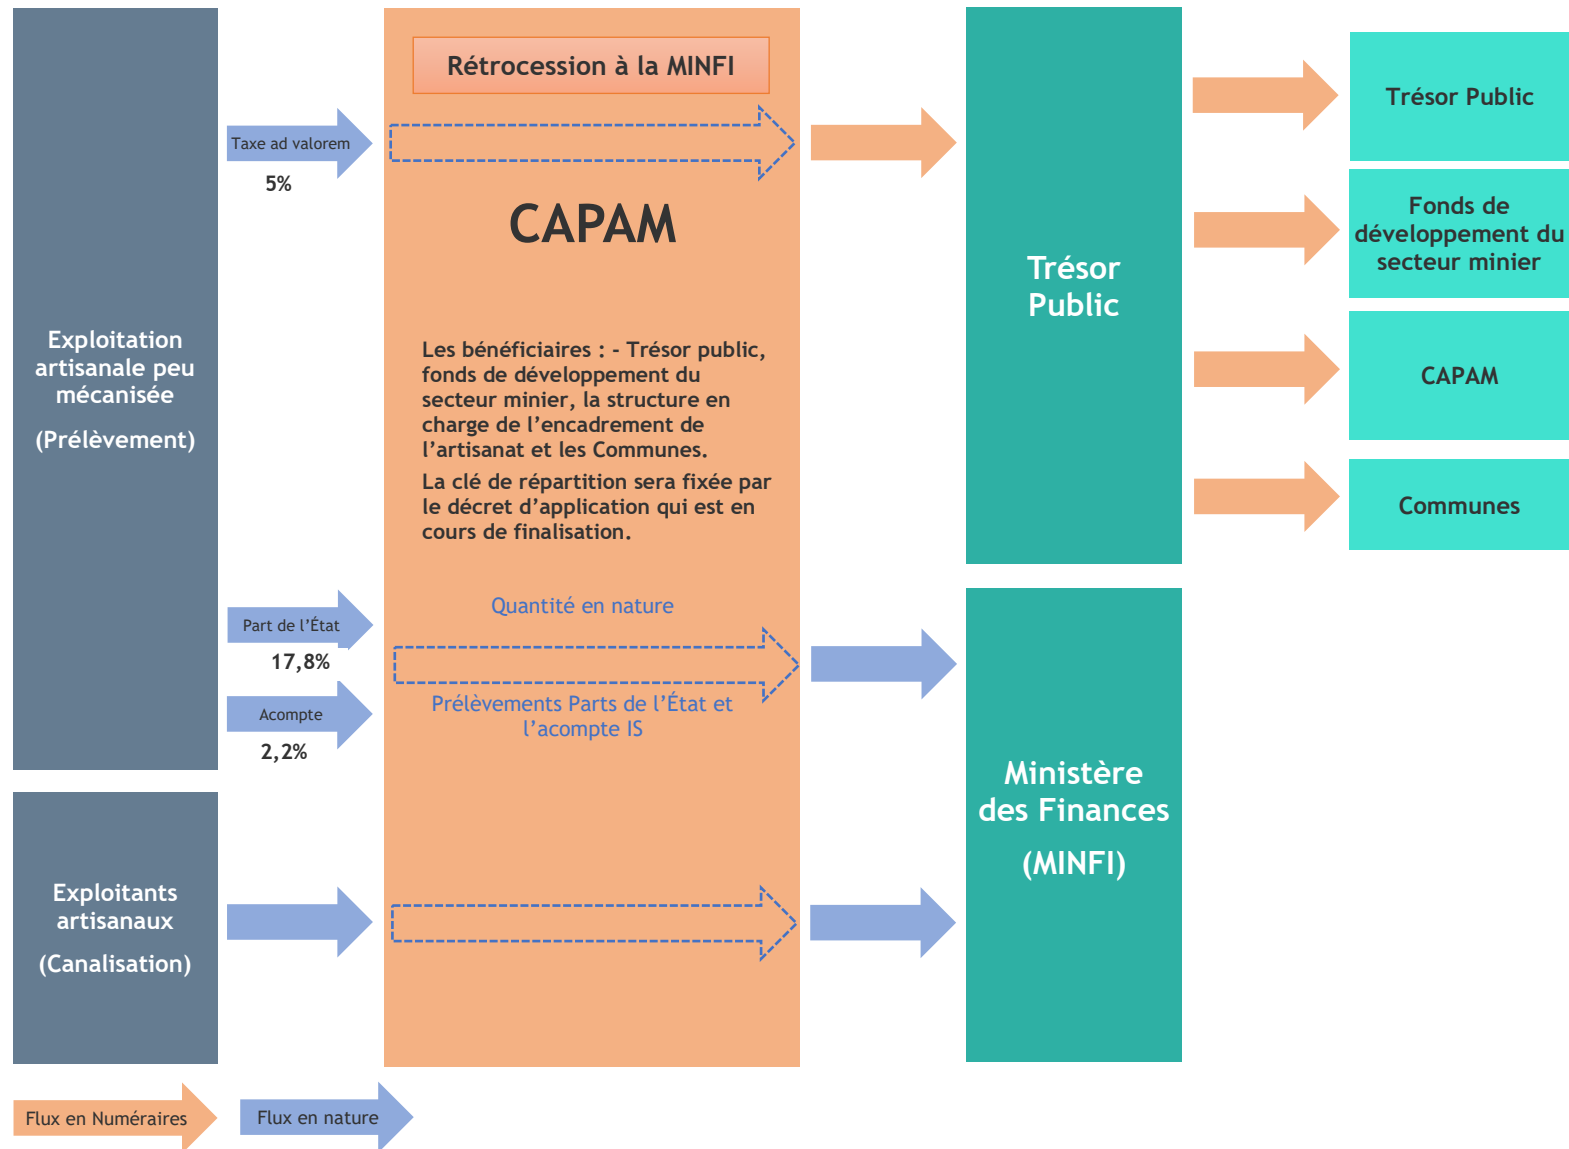 Exploitation
artisanale peu
mécanisée
(Prélèvement)
Exploitants
artisanaux
(Canalisation)
Taxe ad valorem
5%
Part de l’État
17,8%
Acompte
2,2%
Rétrocession à la MINFI
CAPAM
Les bénéficiaires : - Trésor public,
fonds de développement du
secteur minier, la structure en
charge de l’encadrement de
l’artisanat et les Communes.
La clé de répartition sera fixée par
le décret d’application qui est en
cours de finalisation.
Quantité en nature
Prélèvements Parts de l’État et
l’acompte IS
Trésor
Public
Ministère
des Finances
(MINFI)
Trésor Public
Fonds de
développement du
secteur minier
CAPAM
Communes
Flux en Numéraires
Flux en nature